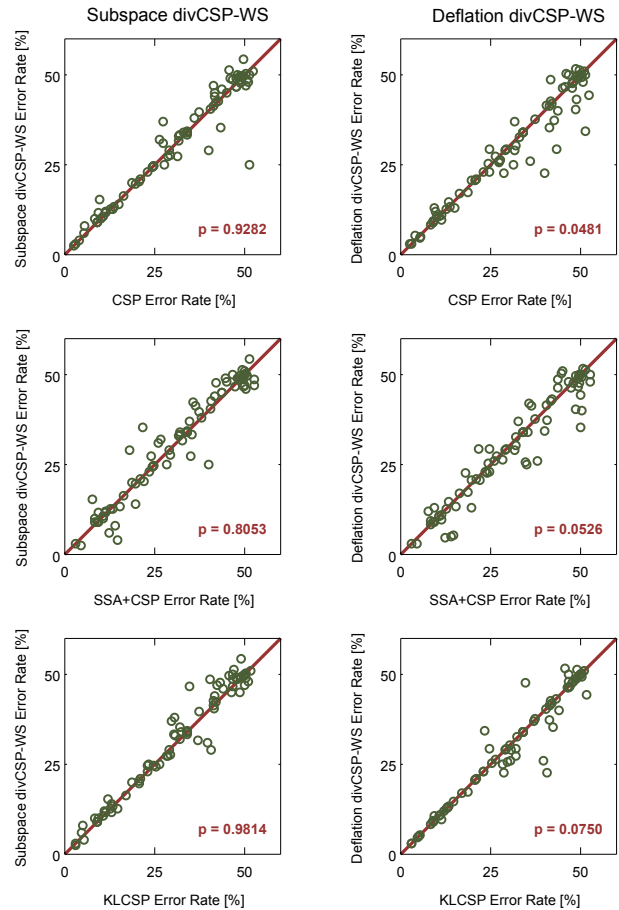 Subspace divCSP-WS
Deflation divCSP-WS
Subspace divCSP-WS Error Rate [%]
50
25
0
p = 0.9282
0 25 50
CSP Error Rate [%]
Deflation divCSP-WS Error Rate [%]
50
25
0
p = 0.0481
0 25 50
CSP Error Rate [%]
Subspace divCSP-WS Error Rate [%]
50
25
0
p = 0.8053
0 25 50
SSA+CSP Error Rate [%]
Deflation divCSP-WS Error Rate [%]
50
25
0
p = 0.0526
0 25 50
SSA+CSP Error Rate [%]
Subspace divCSP-WS Error Rate [%]
50
25
0
p = 0.9814
0 25 50
KLCSP Error Rate [%]
Deflation divCSP-WS Error Rate [%]
50
25
0
p = 0.0750
0 25 50
KLCSP Error Rate [%]